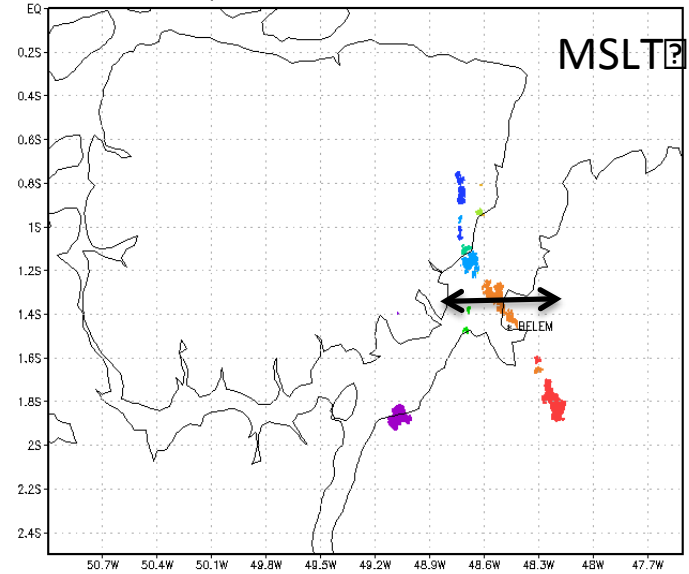 EQ
MSLT⍰
0.2S
0.4S
0.6S
0.8S
1S
1.2S
1.4S
BELEM
1.6S
1.8S
2S
2.2S
2.4S
50.7W 50.4W 50.1W 49.8W 49.5W 49.2W 48.9W 48.6W 48.3W 48W 47.7W